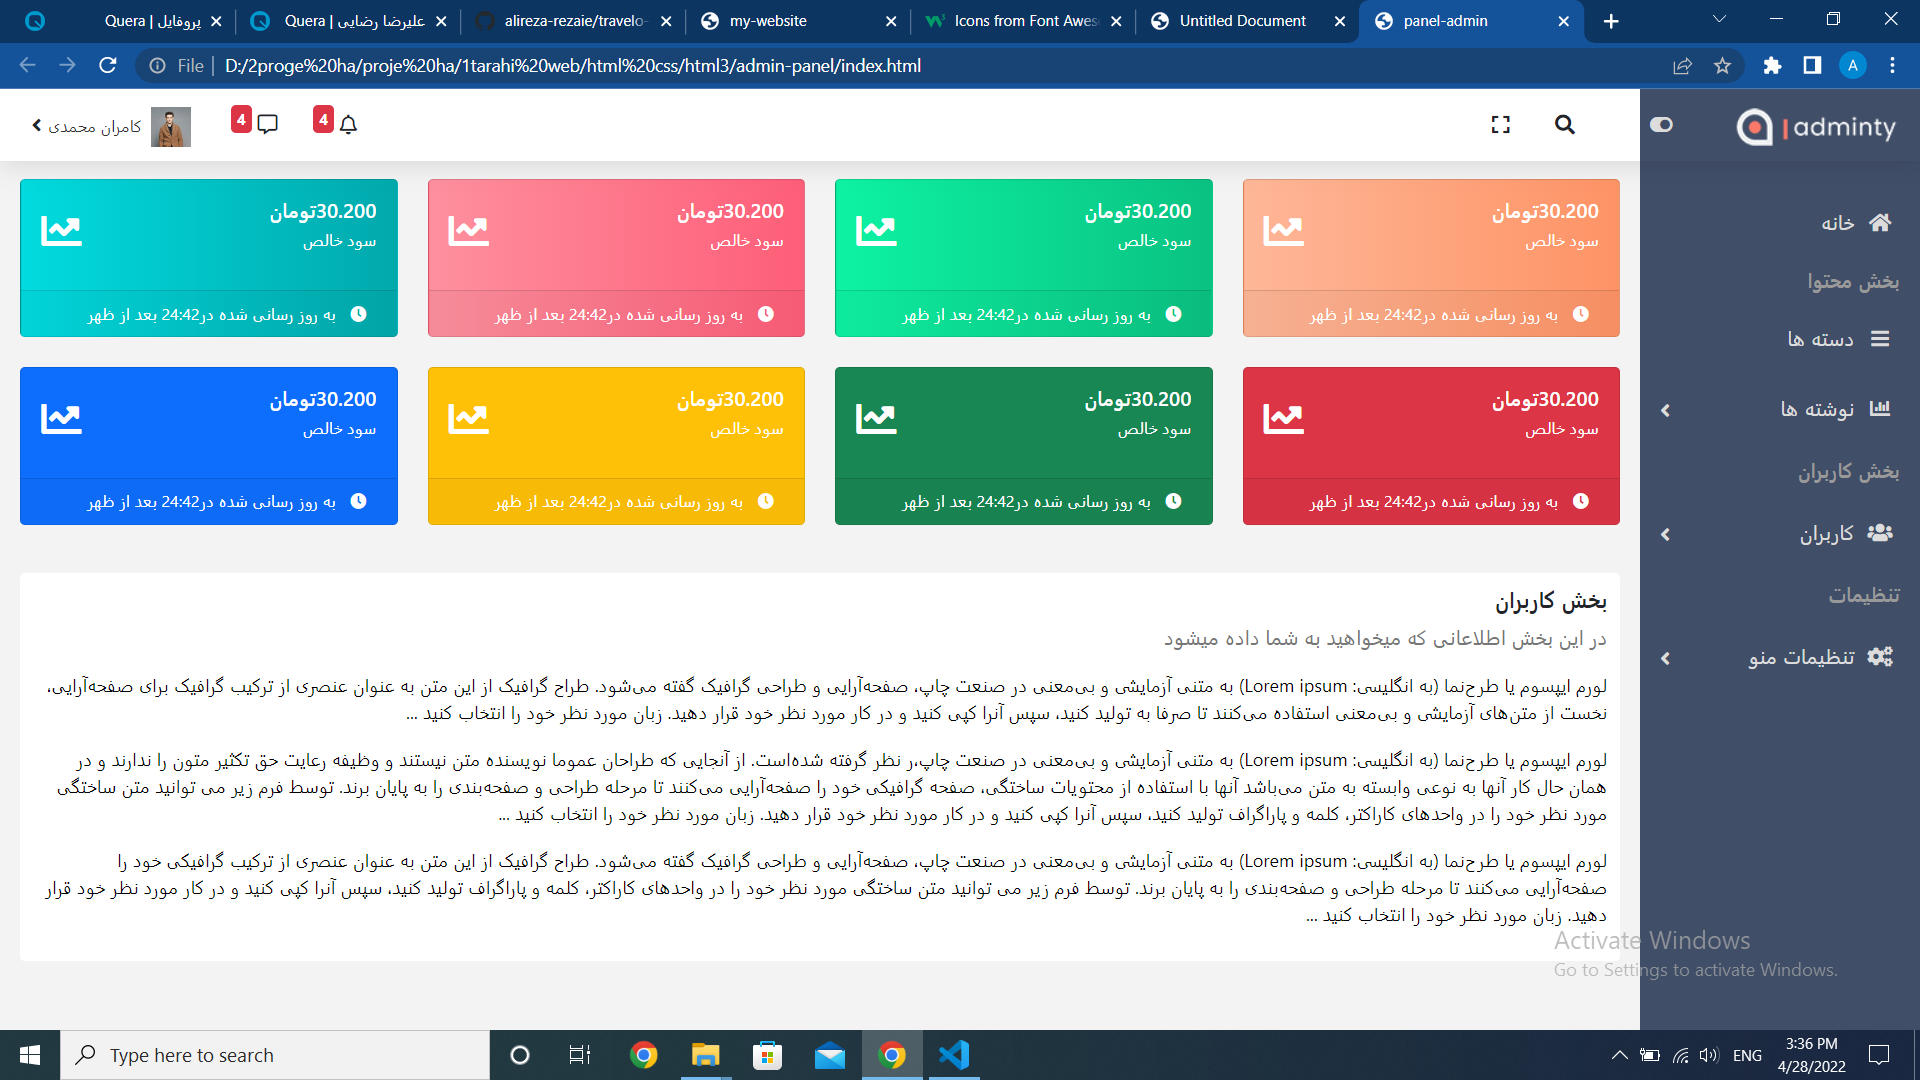 پروفایل | Quera
علیرضا رضایی | Quera
alireza-rezaie/travelo-
my-website
Icons from Font Awes
Untitled Document
panel-admin
File | D:/2proge%20ha/proje%20ha/1tarahi%20web/html%20css/html3/admin-panel/index.html
A
adminty
4
4
کامران محمدی
خانه
بخش محتوا
دسته ها
نوشته ها
بخش کاربران
کاربران
تنظیمات
تنظیمات منو
30.200تومان
سود خالص
به روز رسانی شده در24:42 بعد از ظهر
30.200تومان
سود خالص
به روز رسانی شده در24:42 بعد از ظهر
30.200تومان
سود خالص
به روز رسانی شده در24:42 بعد از ظهر
30.200تومان
سود خالص
به روز رسانی شده در24:42 بعد از ظهر
30.200تومان
سود خالص
به روز رسانی شده در24:42 بعد از ظهر
30.200تومان
سود خالص
به روز رسانی شده در24:42 بعد از ظهر
30.200تومان
سود خالص
به روز رسانی شده در24:42 بعد از ظهر
30.200تومان
سود خالص
به روز رسانی شده در24:42 بعد از ظهر
بخش کاربران
در این بخش اطلاعاتی که میخواهید به شما داده میشود
لورم ایپسوم یا طرح‌نما (به انگلیسی: Lorem ipsum) به متنی آزمایشی و بی‌معنی در صنعت چاپ، صفحه‌آرایی و طراحی گرافیک گفته می‌شود. طراح گرافیک از این متن به عنوان عنصری از ترکیب گرافیک برای صفحه‌آرایی،
نخست از متن‌های آزمایشی و بی‌معنی استفاده می‌کنند تا صرفا به تولید کنید، سپس آنرا کپی کنید و در کار مورد نظر خود قرار دهید. زبان مورد نظر خود را انتخاب کنید ...
لورم ایپسوم یا طرح‌نما (به انگلیسی: Lorem ipsum) به متنی آزمایشی و بی‌معنی در صنعت چاپ،ر نظر گرفته شده‌است. از آنجایی که طراحان عموما نویسنده متن نیستند و وظیفه رعایت حق تکثیر متون را ندارند و در
همان حال کار آنها به نوعی وابسته به متن می‌باشد آنها با استفاده از محتویات ساختگی، صفحه گرافیکی خود را صفحه‌آرایی می‌کنند تا مرحله طراحی و صفحه‌بندی را به پایان برند. توسط فرم زیر می توانید متن ساختگی
مورد نظر خود را در واحدهای کاراکتر، کلمه و پاراگراف تولید کنید، سپس آنرا کپی کنید و در کار مورد نظر خود قرار دهید. زبان مورد نظر خود را انتخاب کنید ...
لورم ایپسوم یا طرح‌نما (به انگلیسی: Lorem ipsum) به متنی آزمایشی و بی‌معنی در صنعت چاپ، صفحه‌آرایی و طراحی گرافیک گفته می‌شود. طراح گرافیک از این متن به عنوان عنصری از ترکیب گرافیکی خود را
صفحه‌آرایی می‌کنند تا مرحله طراحی و صفحه‌بندی را به پایان برند. توسط فرم زیر می توانید متن ساختگی مورد نظر خود را در واحدهای کاراکتر، کلمه و پاراگراف تولید کنید، سپس آنرا کپی کنید و در کار مورد نظر خود قرار
دهید. زبان مورد نظر خود را انتخاب کنید ...
Activate Windows
Go to Settings to activate Windows.
Type here to search
ENG
3:36 PM
4/28/2022